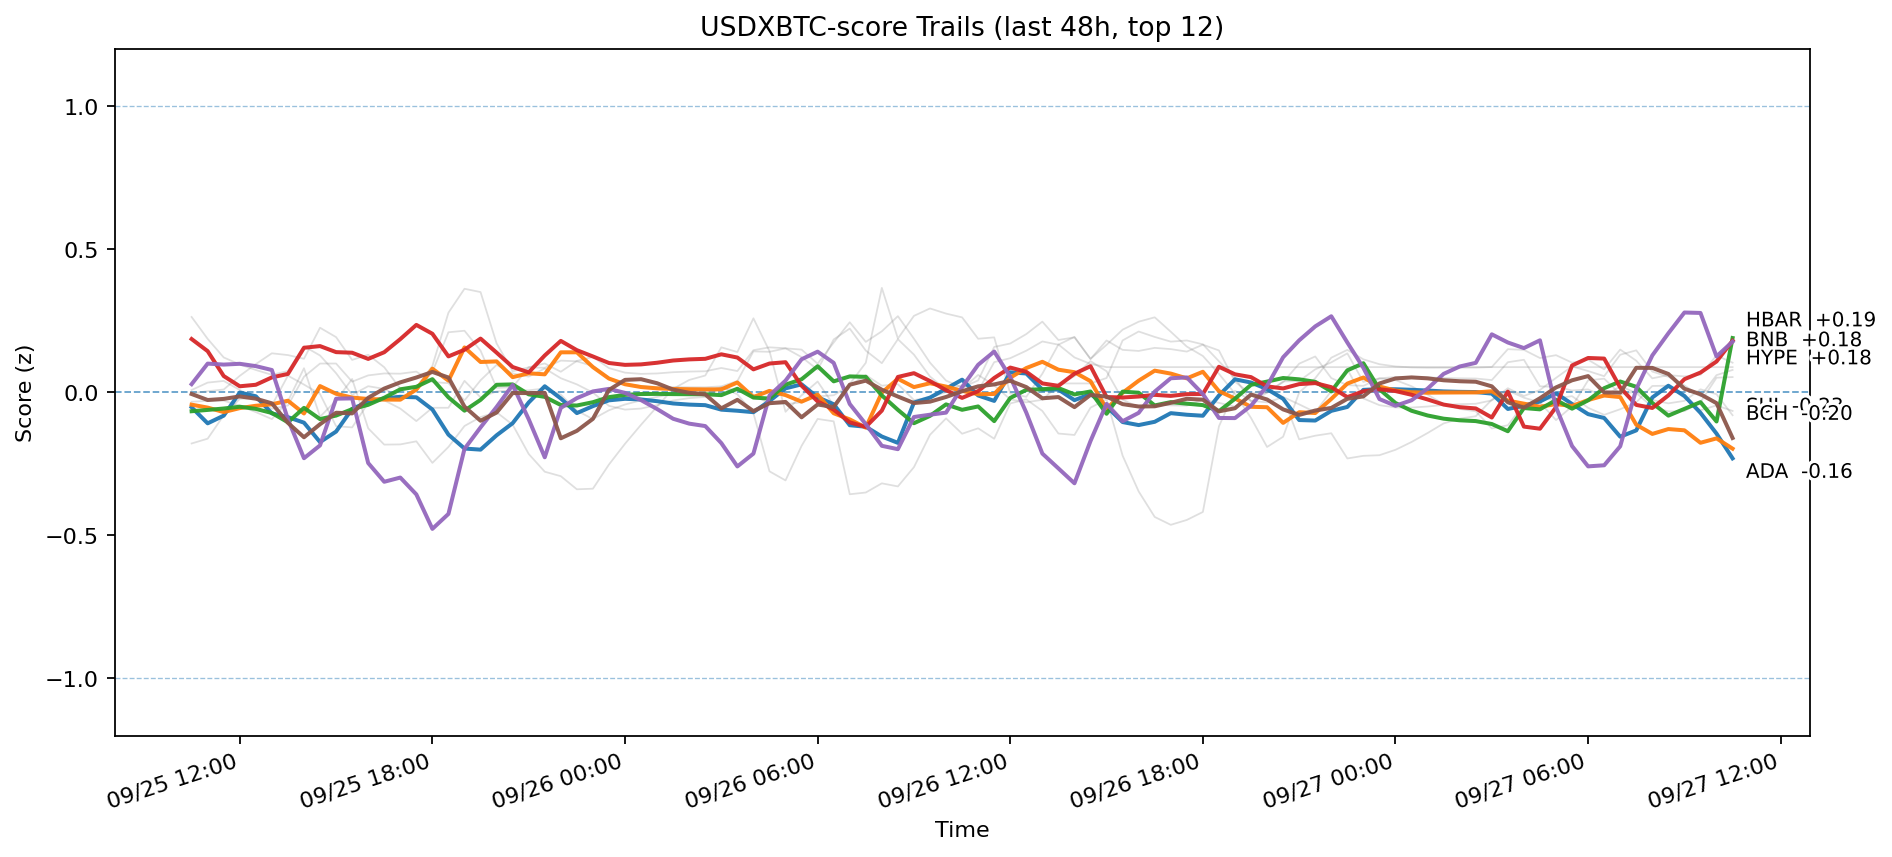 USDXBTC-score Trails (last 48h, top 12)
Score (z)
1.0
0.5
0.0
−0.5
−1.0
HBAR +0.19
BNB +0.18
HYPE +0.18
BCH -0.20
ADA -0.16
09/25 12:00
09/25 18:00
09/26 00:00
09/26 06:00
09/26 12:00
09/26 18:00
09/27 00:00
09/27 06:00
09/27 12:00
Time